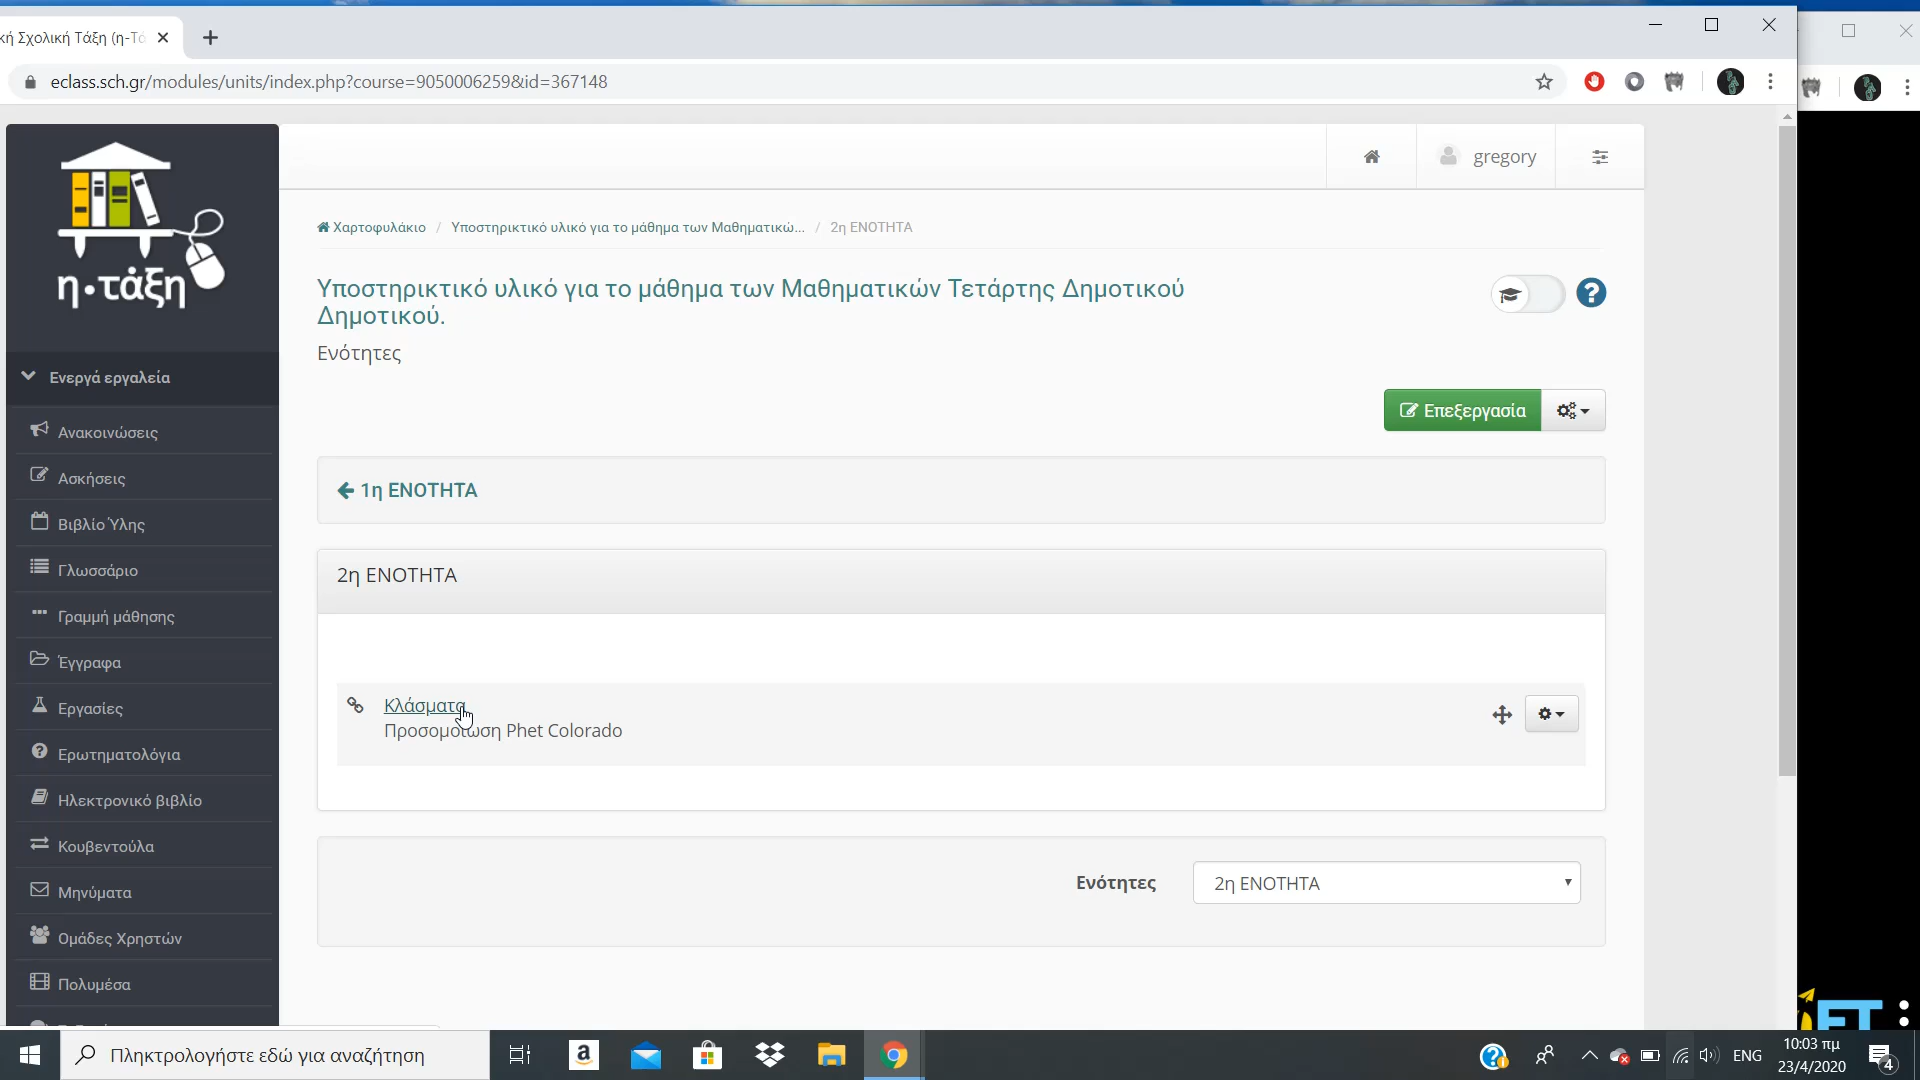 κή Σχολική Τάξη (η-Τά
eclass.sch.gr/modules/units/index.php?course=9050006259&id=367148
η·τάξη
gregory
Χαρτοφυλάκιο / Υποστηρικτικό υλικό για το μάθημα των Μαθηματικώ... / 2η ΕΝΟΤΗΤΑ
Υποστηρικτικό υλικό για το μάθημα των Μαθηματικών Τετάρτης Δημοτικού
Δημοτικού.
Ενότητες
Επεξεργασία
1η ΕΝΟΤΗΤΑ
2η ΕΝΟΤΗΤΑ
Κλάσματα
Προσομοίωση Phet Colorado
Ενότητες
2η ΕΝΟΤΗΤΑ
Ενεργά εργαλεία
Ανακοινώσεις
Ασκήσεις
Βιβλίο Ύλης
Γλωσσάριο
Γραμμή μάθησης
Έγγραφα
Εργασίες
Ερωτηματολόγια
Ηλεκτρονικό βιβλίο
Κουβεντούλα
Μηνύματα
Ομάδες Χρηστών
Πολυμέσα
Πληκτρολογήστε εδώ για αναζήτηση
ENG
10:03 πμ
23/4/2020
4